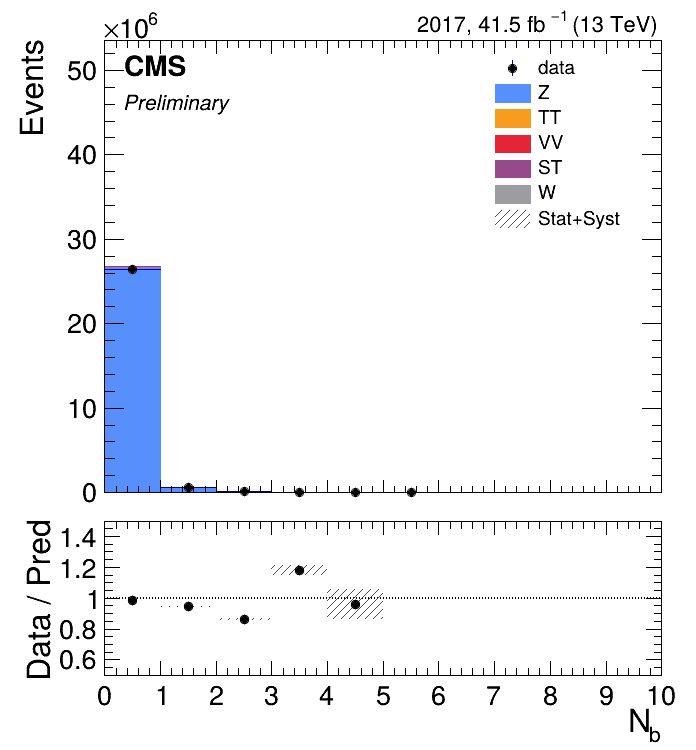 ×10⁶
2017, 41.5 fb⁻¹ (13 TeV)
Events
CMS
Preliminary
data
Z
TT
VV
ST
W
Stat+Syst
50
40
30
20
10
0
Data / Pred
1.4
1.2
1
0.8
0.6
0 1 2 3 4 5 6 7 8 9 10
N_b